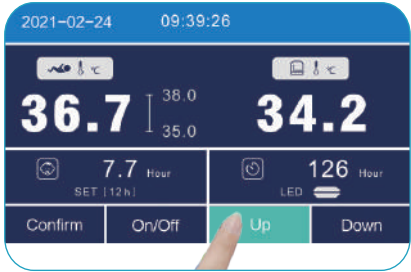 2021-02-24 09:39:26
℃ ℃
36.7 38.0 35.0 34.2
7.7 Hour 126 Hour
SET [12h] LED
Confirm On/Off Up Down